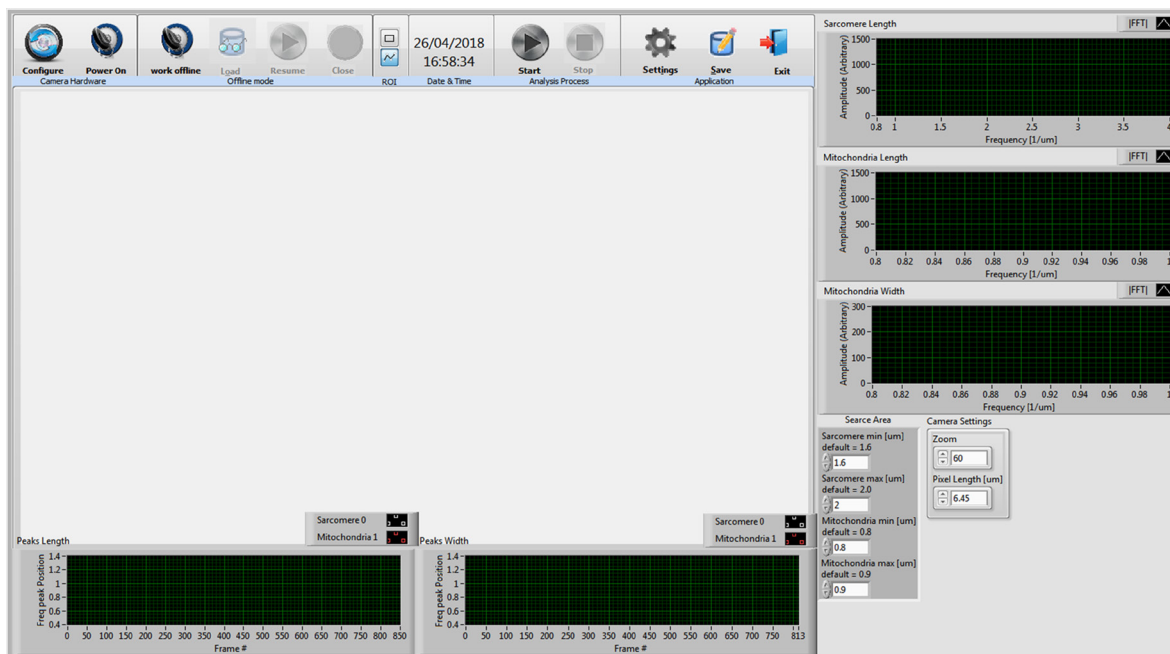 Configure Power On work offline Load Resume Close
26/04/2018
16:58:34
Start Stop Settings Save Exit
Camera Hardware Offline mode ROI Date & Time Analysis Process Application
Sarcomere Length |FFT|
Amplitude (Arbitrary)
1500
1000
500
0
0.8 1 1.5 2 2.5 3 3.5 4
Frequency [1/um]
Mitochondria Length |FFT|
Amplitude (Arbitrary)
1500
1000
500
0
0.8 0.82 0.84 0.86 0.88 0.9 0.92 0.94 0.96 0.98 1
Frequency [1/um]
Mitochondria Width |FFT|
Amplitude (Arbitrary)
300
200
100
0
0.8 0.82 0.84 0.86 0.88 0.9 0.92 0.94 0.96 0.98 1
Frequency [1/um]
Searce Area
Sarcomere min [um]
default = 1.6
1.6
Sarcomere max [um]
default = 2.0
2
Mitochondria min [um]
default = 0.8
0.8
Mitochondria max [um]
default = 0.9
0.9
Camera Settings
Zoom
60
Pixel Length [um]
6.45
Peaks Length
Sarcomere 0
Mitochondria 1
Freq peak Position
1.4
1.2
1
0.8
0.6
0.4
0 50 100 150 200 250 300 350 400 450 500 550 600 650 700 750 850
Frame #
Peaks Width
Sarcomere 0
Mitochondria 1
Freq peak Position
1.4
1.2
1
0.8
0.6
0.4
0 50 100 150 200 250 300 350 400 450 500 550 600 650 700 750 813
Frame #